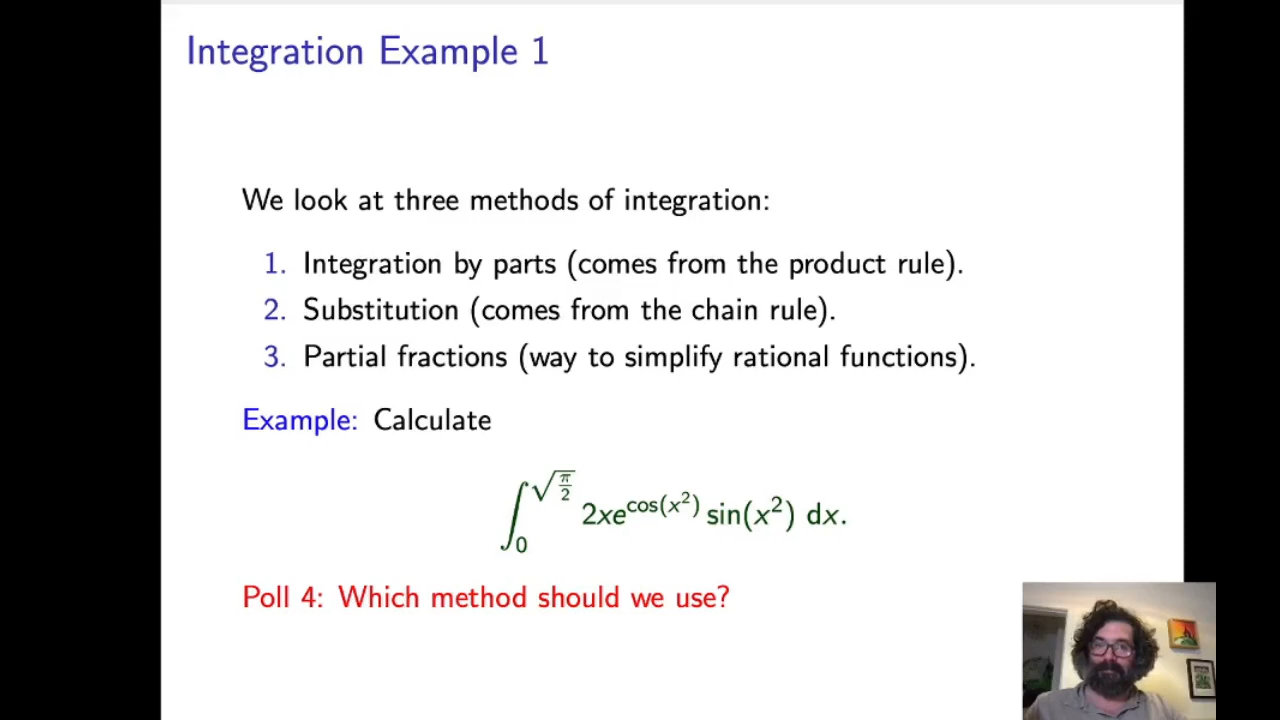 Integration Example 1
We look at three methods of integration:
1. Integration by parts (comes from the product rule).
2. Substitution (comes from the chain rule).
3. Partial fractions (way to simplify rational functions).
Example: Calculate
∫₀^{√(π/2)} 2xe^{cos(x²)} sin(x²) dx.
Poll 4: Which method should we use?